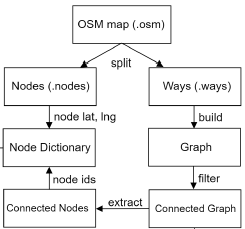 OSM map (.osm)
split
Nodes (.nodes)
Ways (.ways)
node lat, lng
build
Node Dictionary
Graph
node ids
filter
Connected Nodes
extract
Connected Graph